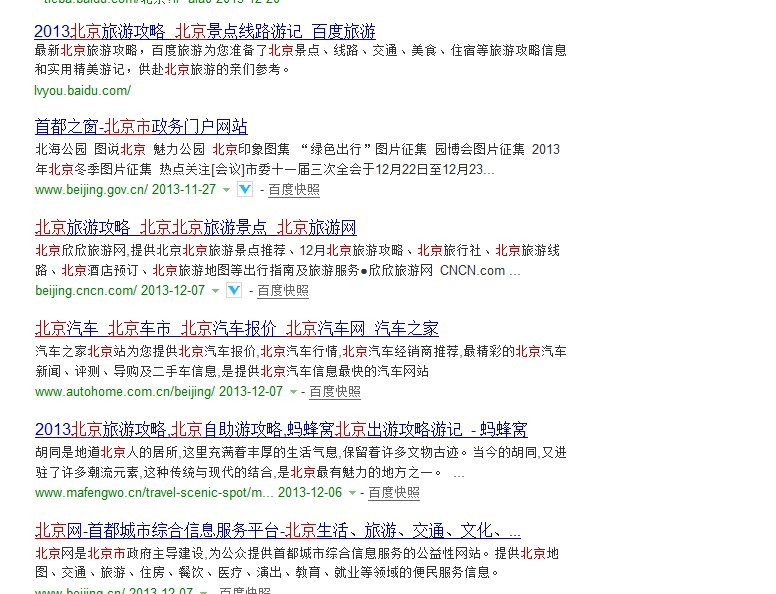 2013北京旅游攻略_北京景点线路游记_百度旅游
最新北京旅游攻略，百度旅游为您准备了北京景点、线路、交通、美食、住宿等旅游攻略信息
和实用精美游记，供赴北京旅游的亲们参考。
lvyou.baidu.com/
首都之窗-北京市政务门户网站
北海公园 图说北京 魅力公园 北京印象图集 “绿色出行”图片征集 园博会图片征集 2013
年北京冬季图片征集 热点关注[会议]市委十一届三次全会于12月22日至12月23...
www.beijing.gov.cn/ 2013-11-27 - 百度快照
北京旅游攻略_北京北京旅游景点_北京旅游网
北京欣欣旅游网,提供北京北京旅游景点推荐、12月北京旅游攻略、北京旅行社、北京旅游线
路、北京酒店预订、北京旅游地图等出行指南及旅游服务●欣欣旅游网 CNCN.com ...
beijing.cncn.com/ 2013-12-07 - 百度快照
北京汽车_北京车市_北京汽车报价_北京汽车网_汽车之家
汽车之家北京站为您提供北京汽车报价,北京汽车行情,北京汽车经销商推荐,最精彩的北京汽车
新闻、评测、导购及二手车信息,是提供北京汽车信息最快的汽车网站
www.autohome.com.cn/beijing/ 2013-12-07 - 百度快照
2013北京旅游攻略,北京自助游攻略,蚂蜂窝北京出游攻略游记 - 蚂蜂窝
胡同是地道北京人的居所,这里充满着丰厚的生活气息,保留着许多文物古迹。当今的胡同,又进
驻了许多潮流元素,这种传统与现代的结合,是北京最有魅力的地方之一。 ...
www.mafengwo.cn/travel-scenic-spot/m... 2013-12-06 - 百度快照
北京网-首都城市综合信息服务平台-北京生活、旅游、交通、文化、...
北京网是北京市政府主导建设,为公众提供首都城市综合信息服务的公益性网站。提供北京地
图、交通、旅游、住房、餐饮、医疗、演出、教育、就业等领域的便民服务信息。
www.beijing.cn/ 2013-12-07 - 百度快照